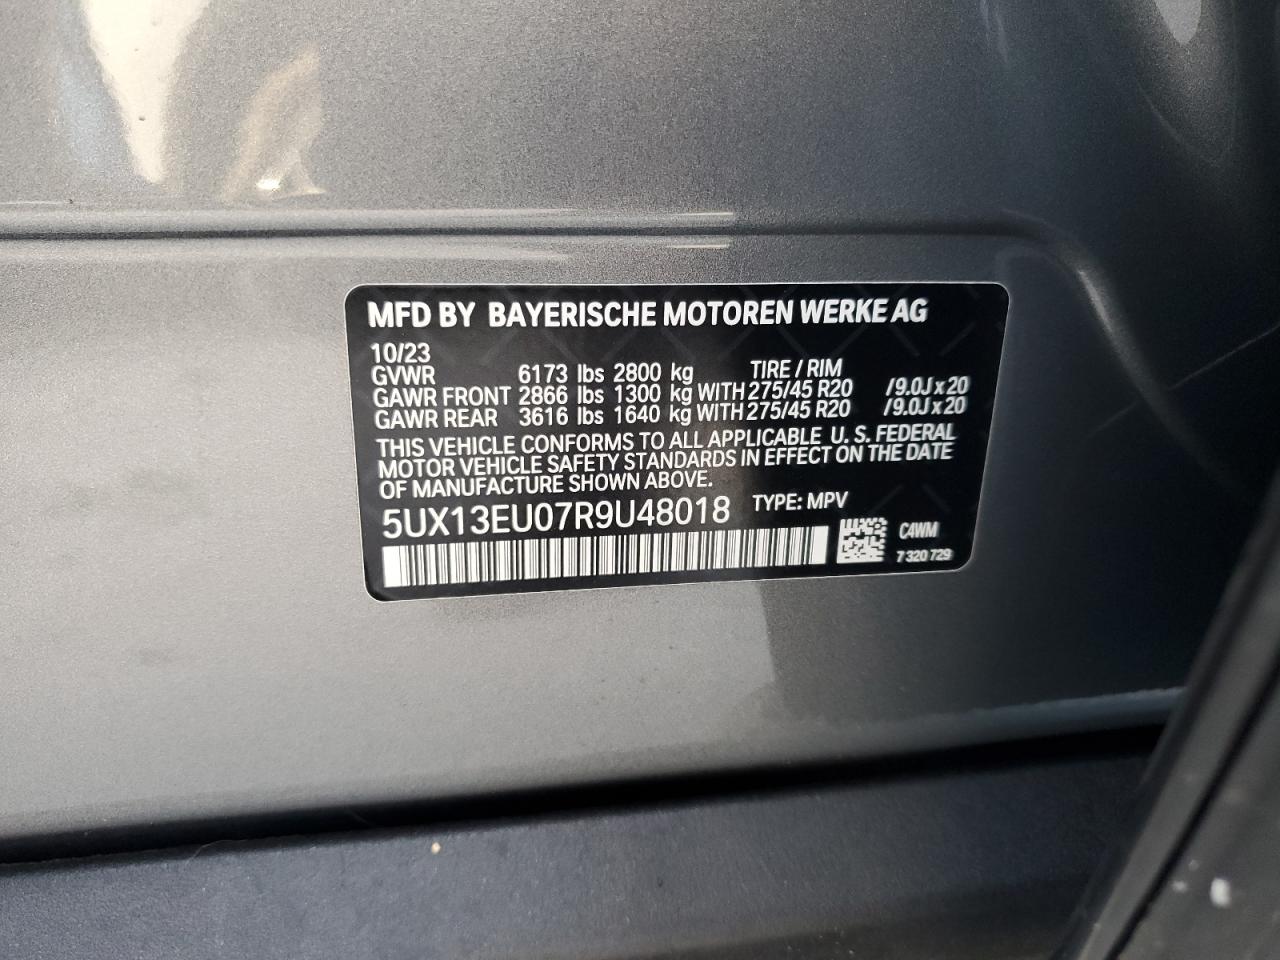 MFD BY BAYERISCHE MOTOREN WERKE AG
10/23
GVWR 6173 lbs 2800 kg TIRE / RIM
GAWR FRONT 2866 lbs 1300 kg WITH 275/45 R20 /9.0J x 20
GAWR REAR 3616 lbs 1640 kg WITH 275/45 R20 /9.0J x 20
THIS VEHICLE CONFORMS TO ALL APPLICABLE U. S. FEDERAL
MOTOR VEHICLE SAFETY STANDARDS IN EFFECT ON THE DATE
OF MANUFACTURE SHOWN ABOVE.
5UX13EU07R9U48018 TYPE: MPV
C4WM
7 320 729